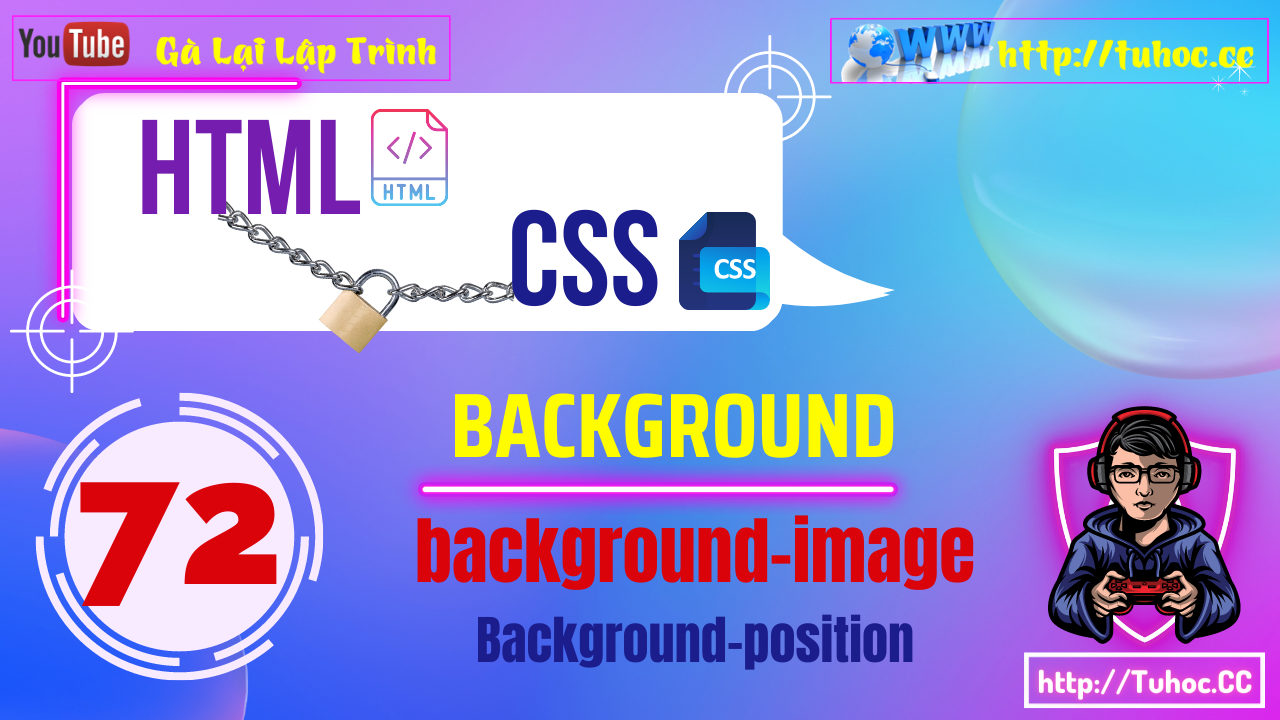 YouTube
Gà Lại Lập Trình
WWW
http://tuhoc.cc
HTML
</>
HTML
CSS
CSS
72
BACKGROUND
background-image
Background-position
http://Tuhoc.CC